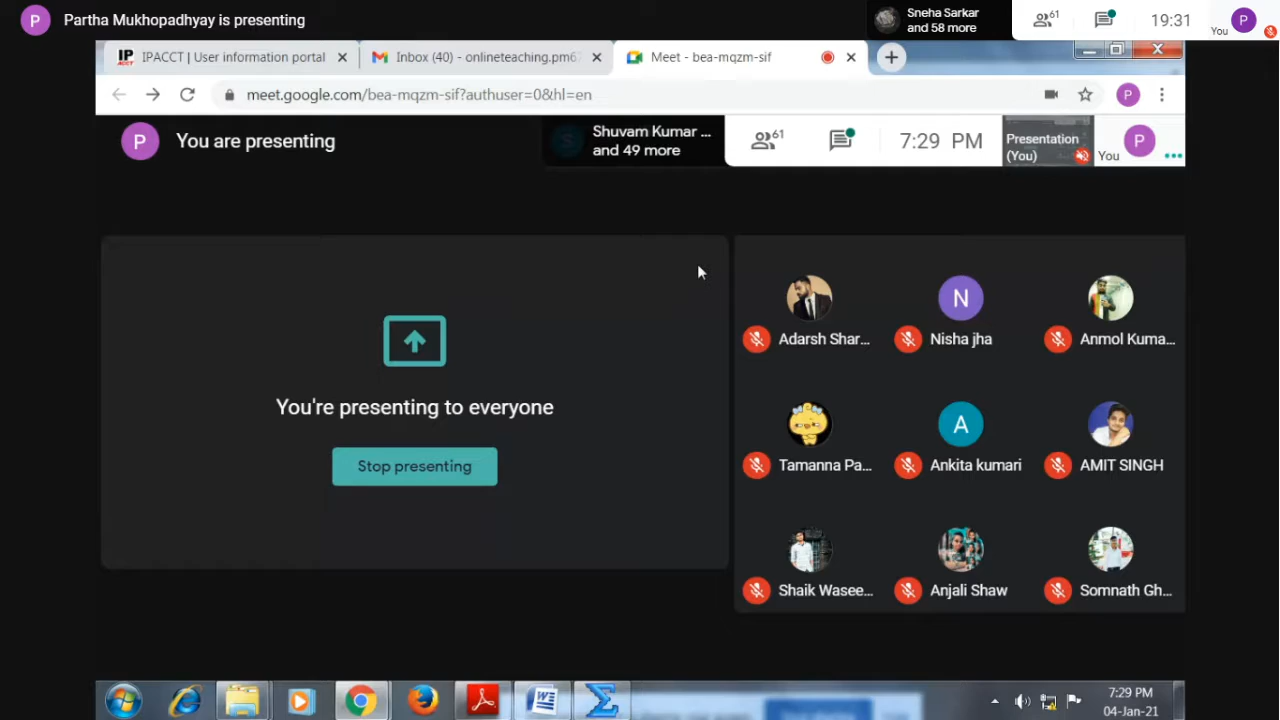 P Partha Mukhopadhyay is presenting
Sneha Sarkar
and 58 more
61
19:31
You
P
IP
ACCT
IPACCT | User information portal
Inbox (40) - onlineteaching.pm6
Meet - bea-mqzm-sif
meet.google.com/bea-mqzm-sif?authuser=0&hl=en
P
P You are presenting
Shuvam Kumar ...
and 49 more
61
7:29 PM
Presentation
(You)
You
P
You're presenting to everyone
Stop presenting
N
Adarsh Shar...
Nisha jha
Anmol Kuma...
A
Tamanna Pa...
Ankita kumari
AMIT SINGH
Shaik Wasee...
Anjali Shaw
Somnath Gh...
7:29 PM
04-Jan-21